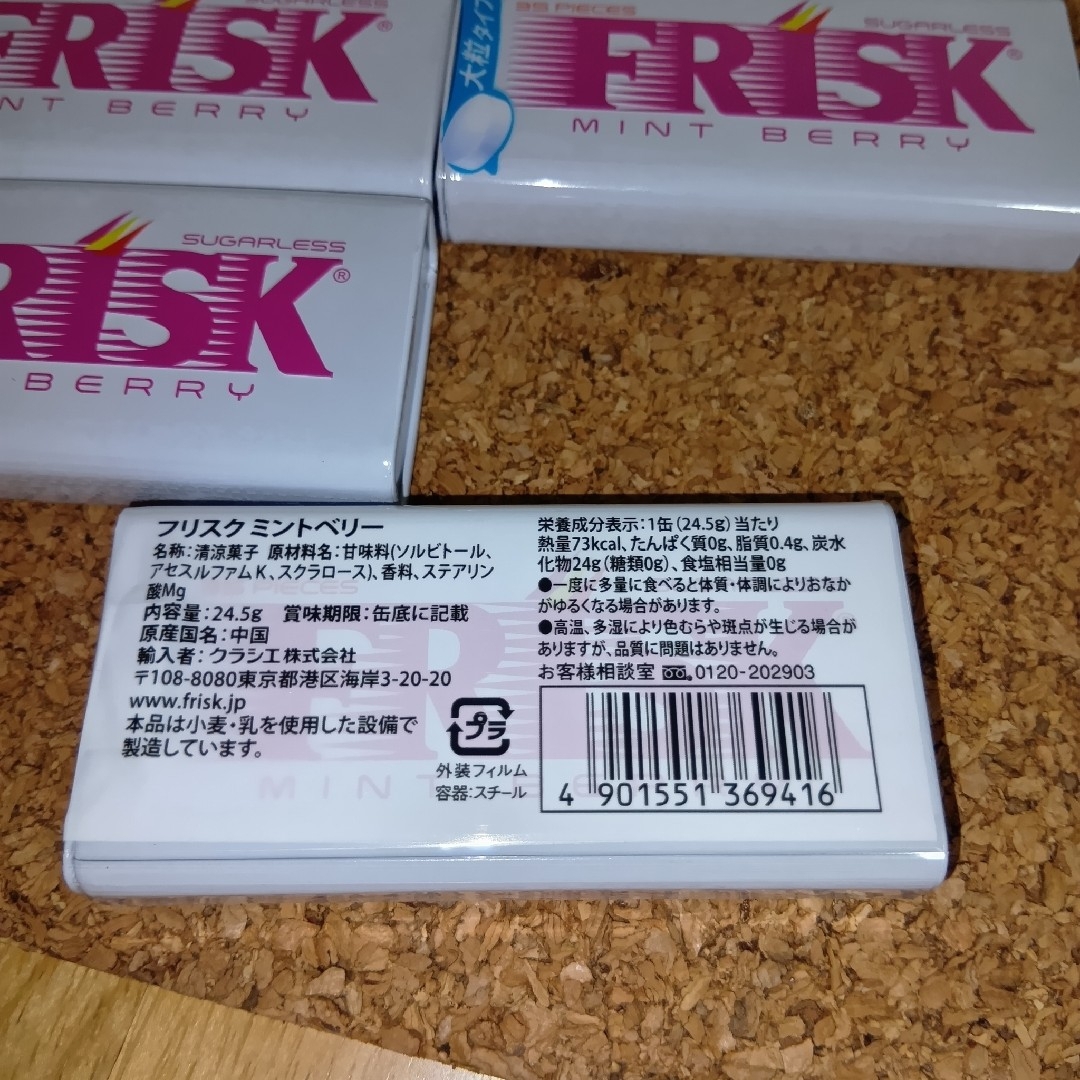 SUGARLESS
FRISK®
NT BERRY
35 PIECES
SUGARLESS
大粒タイプ
FRISK®
MINT BERRY
SUGARLESS
RISK®
BERRY
フリスク ミントベリー
名称:清涼菓子 原材料名:甘味料(ソルビトール、
アセスルファムK、スクラロース)、香料、ステアリン
酸Mg
内容量:24.5g 賞味期限:缶底に記載
原産国名:中国
輸入者:クラシエ株式会社
〒108-8080東京都港区海岸3-20-20
www.frisk.jp
本品は小麦・乳を使用した設備で
製造しています。
プラ
外装フィルム
容器:スチール
栄養成分表示:1缶(24.5g)当たり
熱量73kcal、たんぱく質0g、脂質0.4g、炭水
化物24g(糖類0g)、食塩相当量0g
●一度に多量に食べると体質・体調によりおなか
がゆるくなる場合があります。
●高温、多湿により色むらや斑点が生じる場合が
ありますが、品質に問題はありません。
お客様相談室 0120-202903
4 901551 369416